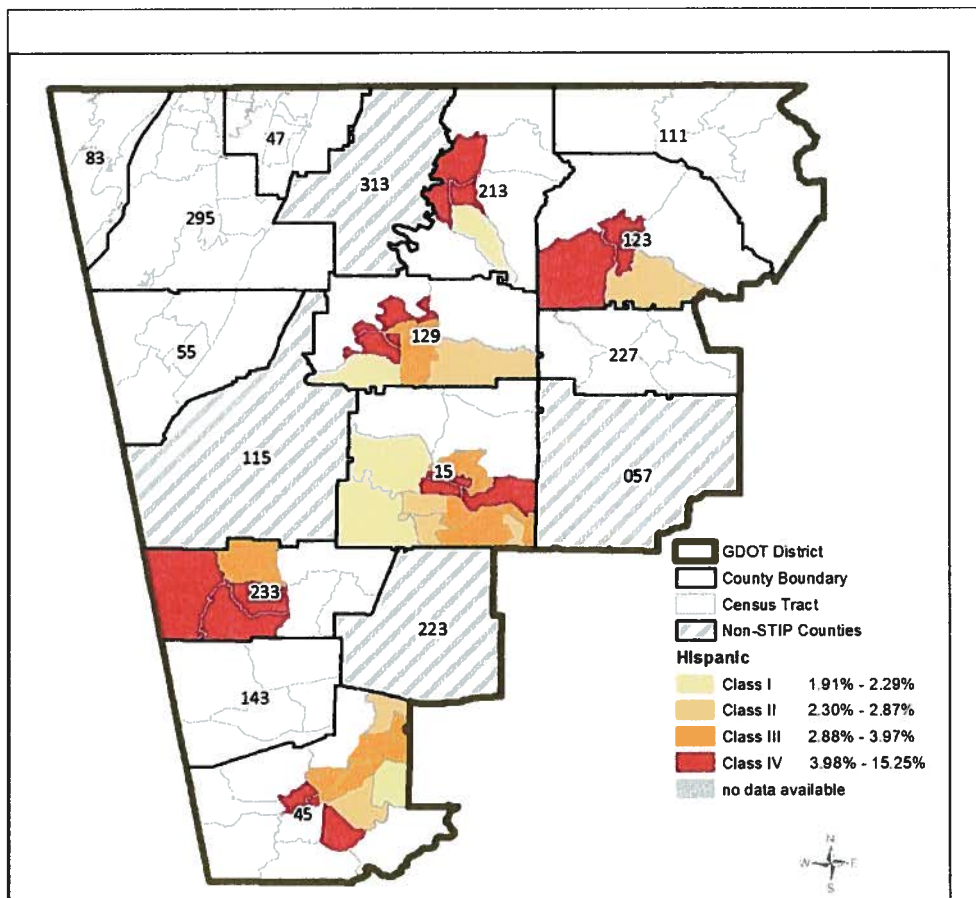 47
111
83
313
213
295
123
129
55
227
115
15
057
GDOT District
County Boundary
233
Census Tract
223
Non-STIP Counties
Hispanic
Class I 1.91% - 2.29%
143
Class II 2.30% - 2.87%
Class III 2.88% - 3.97%
Class IV 3.98% - 15.25%
no data available
45
N
W E
S